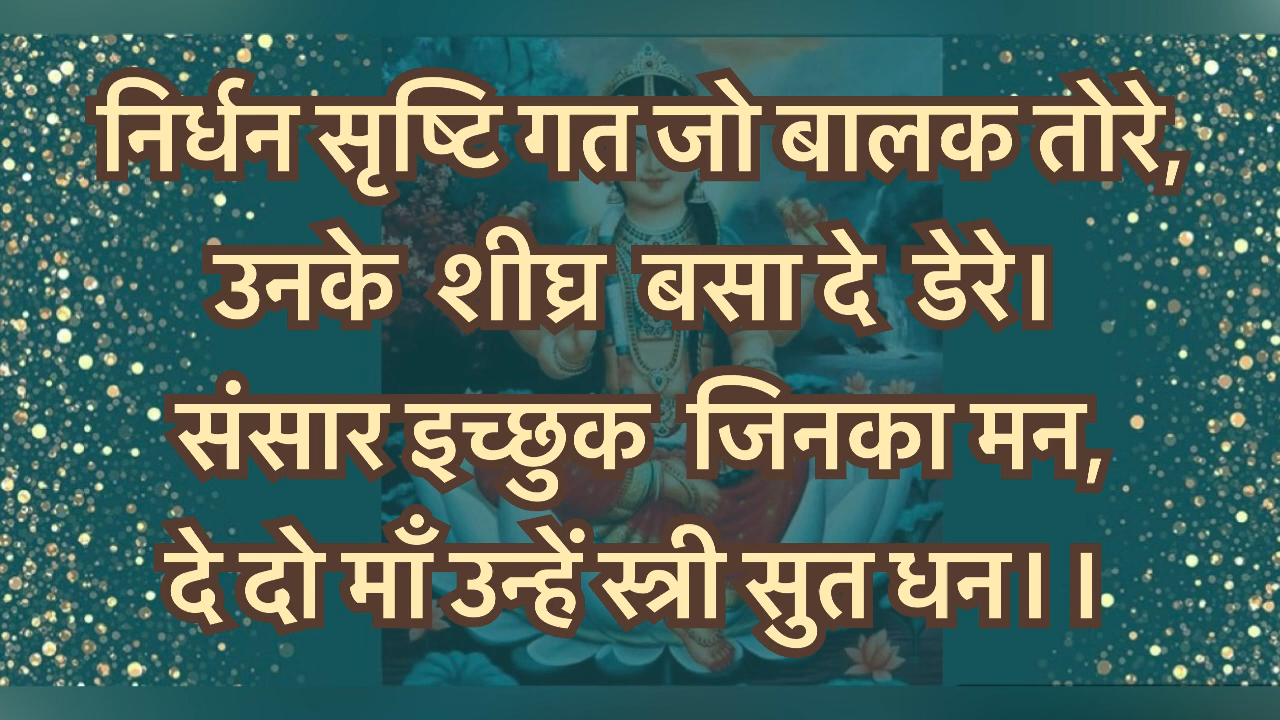 निर्धन सृष्टि गत जो बालक तोरे,
उनके शीघ्र बसा दे डेरे।
संसार इच्छुक जिनका मन,
दे दो माँ उन्हें स्त्री सुत धन।।